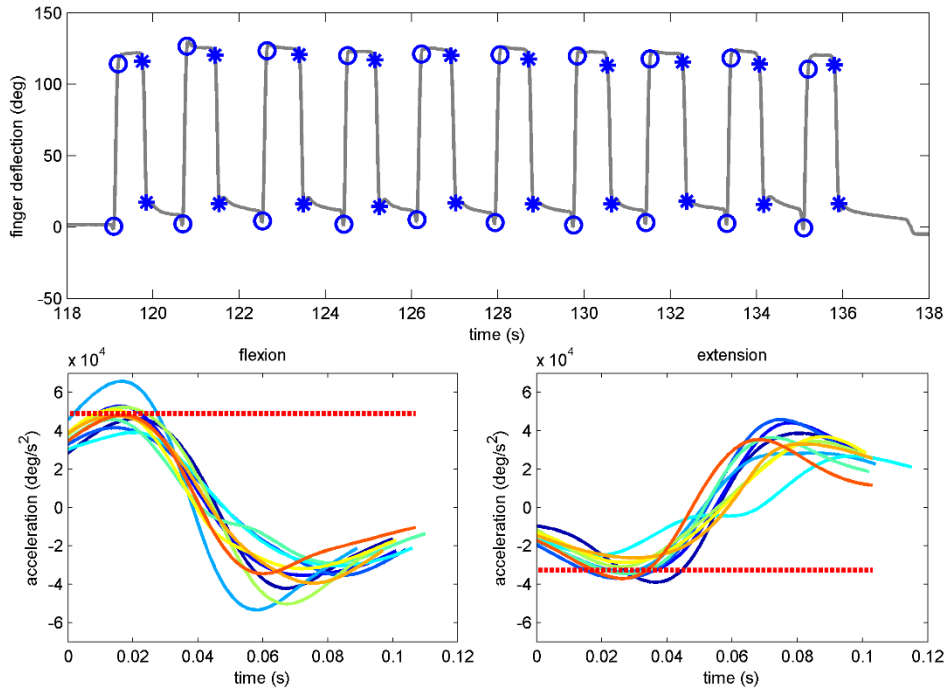 150
100
50
0
-50
finger deflection (deg)
118 120 122 124 126 128 130 132 134 136 138
time (s)
flexion
x 10^4
6
4
2
0
-2
-4
-6
acceleration (deg/s^2)
0 0.02 0.04 0.06 0.08 0.1 0.12
time (s)
extension
x 10^4
6
4
2
0
-2
-4
-6
acceleration (deg/s^2)
0 0.02 0.04 0.06 0.08 0.1 0.12
time (s)